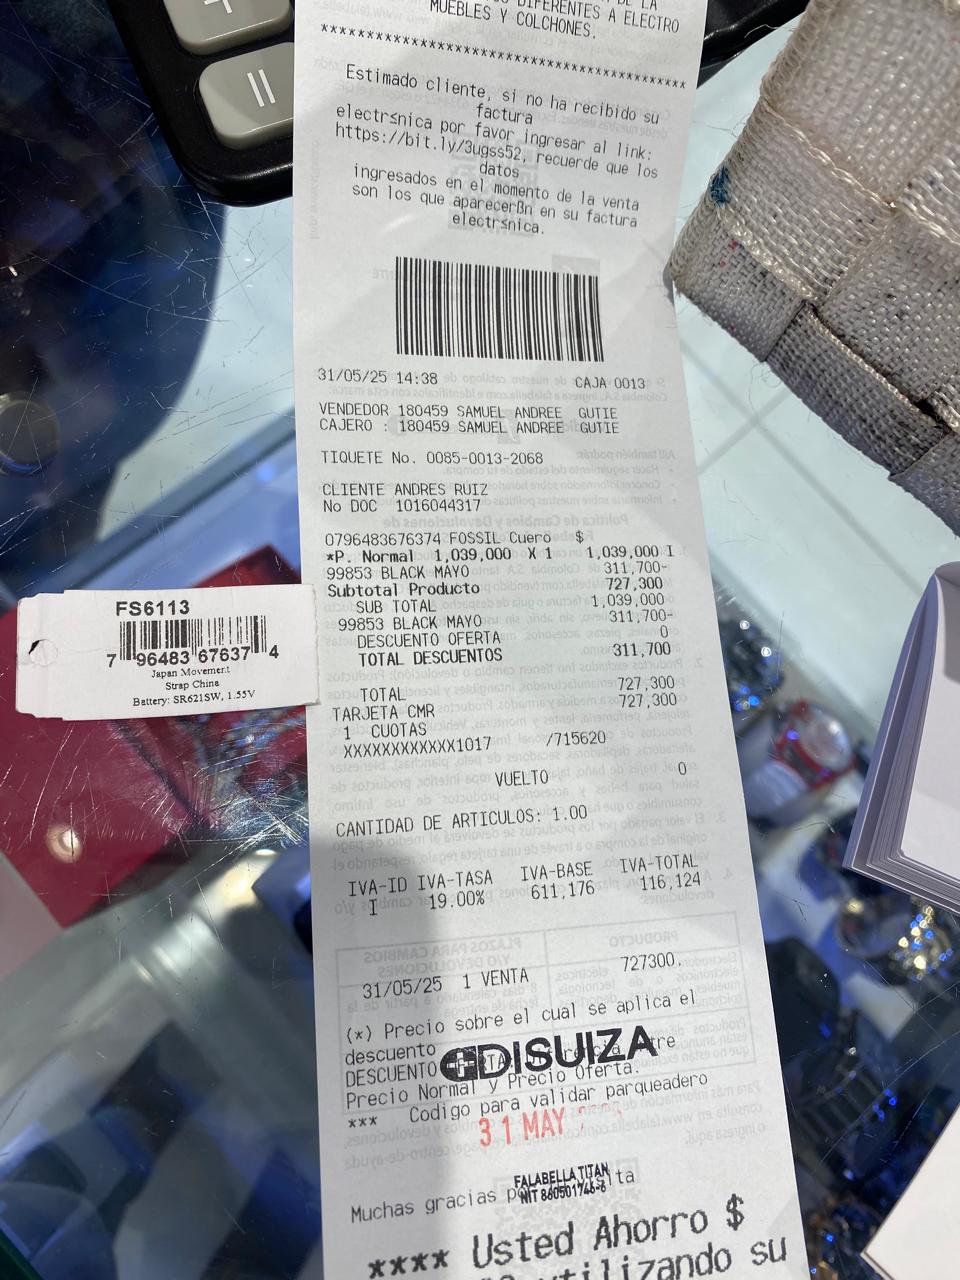 DE LA
DIFERENTES A ELECTRO
MUEBLES Y COLCHONES.
Estimado cliente, si no ha recibido su
factura
electr≤nica por favor ingresar al link:
https://bit.ly/3ugss52, recuerde que los
datos
ingresados en el momento de la venta
son los que aparecerßn en su factura
electr≤nica.
31/05/25 14:38 CAJA 0013
VENDEDOR 180459 SAMUEL ANDREE GUTIE
CAJERO : 180459 SAMUEL ANDREE GUTIE
TIQUETE No. 0085-0013-2068
CLIENTE ANDRES RUIZ
No DOC 1016044317
0796483676374 FOSSIL Cuero $
*P. Normal 1,039,000 X 1 1,039,000 I
99853 BLACK MAYO 311,700-
Subtotal Producto 727,300
SUB TOTAL 1,039,000
99853 BLACK MAYO 311,700-
DESCUENTO OFERTA 0
TOTAL DESCUENTOS 311,700
TOTAL 727,300
TARJETA CMR 727,300
1 CUOTAS
XXXXXXXXXXXX1017 /715620
VUELTO 0
CANTIDAD DE ARTICULOS: 1.00
IVA-ID IVA-TASA IVA-BASE IVA-TOTAL
I 19.00% 611,176 116,124
31/05/25 1 VENTA 727300.
(*) Precio sobre el cual se aplica el
descuento
DESCUENTO
Precio Normal y Precio Oferta.
*** Codigo para validar parqueadero
DISUIZA
31 MAY
FALABELLA TITAN
NIT 860501746-6
Muchas gracias
**** Usted Ahorro $
utilizando su
FS6113
7 96483 67637 4
Japan Movement
Strap China
Battery: SR621SW, 1.55V
+
=